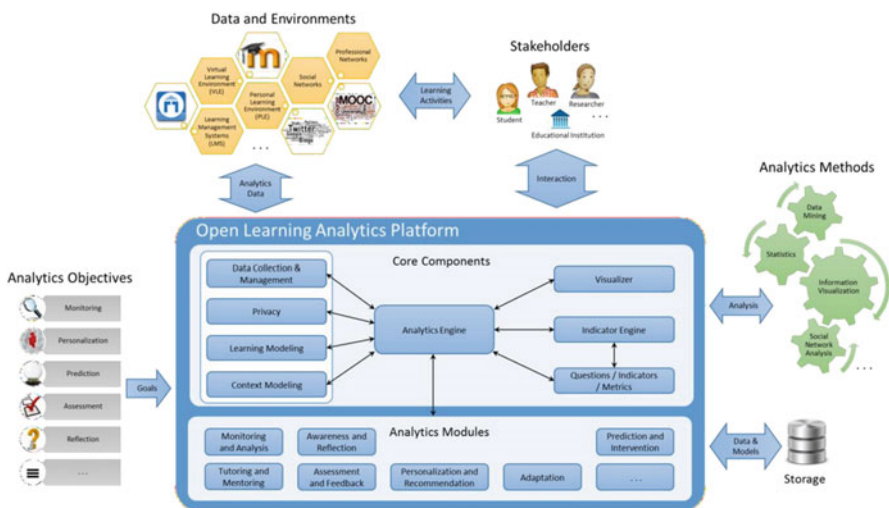 Data and Environments
Professional
Networks
Virtual
Learning
Environment
(VLE)
Social
Networks
Personal
Learning
Environment
(PLE)
MOOC
Learning
Management
Systems
(LMS)
Twitter
Blogs
...
Learning
Activities
Stakeholders
Teacher
Student
Researcher
...
Educational Institution
Analytics
Data
Interaction
Analytics Methods
Data
Mining
Statistics
Information
Visualization
Social
Network
Analysis
...
Analytics Objectives
Monitoring
Personalization
Prediction
Assessment
Reflection
...
Goals
Open Learning Analytics Platform
Core Components
Data Collection &
Management
Privacy
Learning Modeling
Context Modeling
Analytics Engine
Visualizer
Indicator Engine
Questions / Indicators
/ Metrics
Analysis
Analytics Modules
Monitoring
and Analysis
Awareness and
Reflection
Prediction and
Intervention
Tutoring and
Mentoring
Assessment
and Feedback
Personalization and
Recommendation
Adaptation
...
Data &
Models
Storage